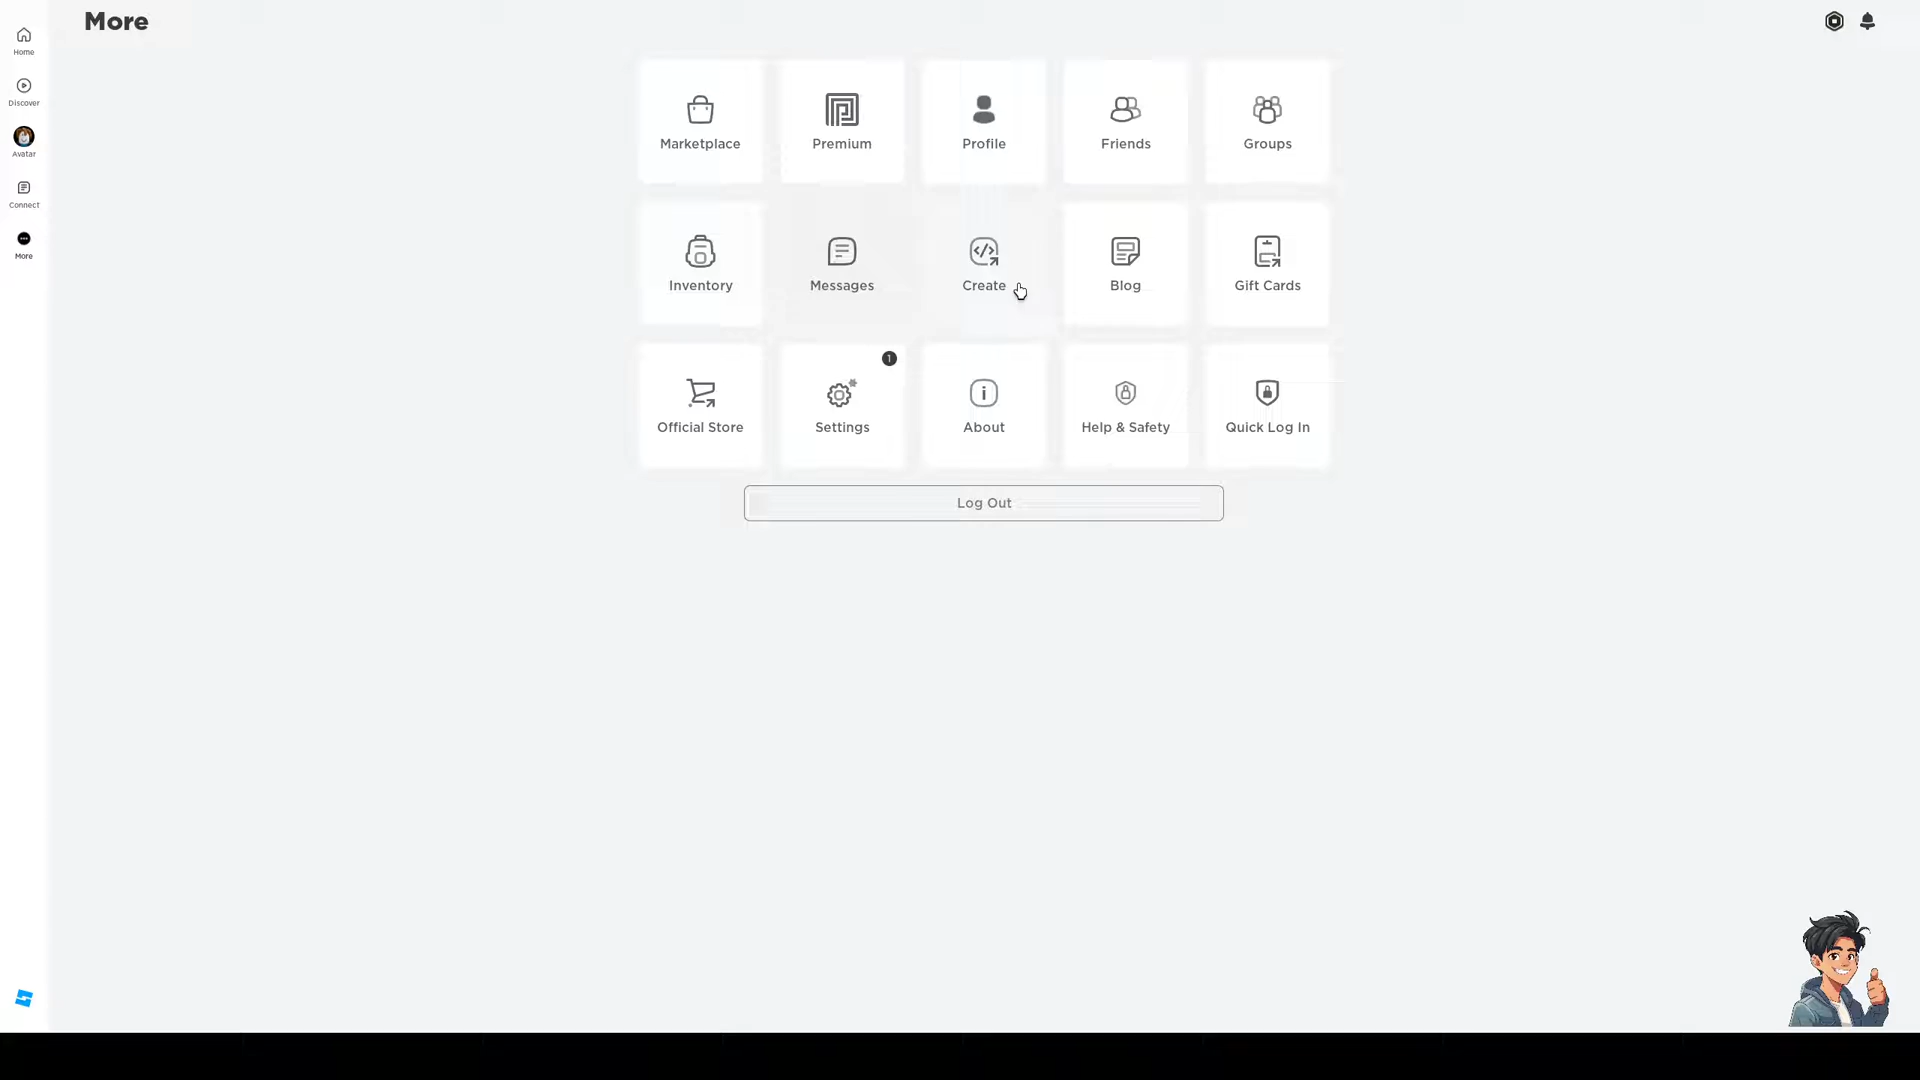 More
Home
Discover
Avatar
Connect
More
Marketplace
Premium
Profile
Friends
Groups
Inventory
Messages
Create
Blog
Gift Cards
1
Official Store
Settings
About
Help & Safety
Quick Log In
Log Out